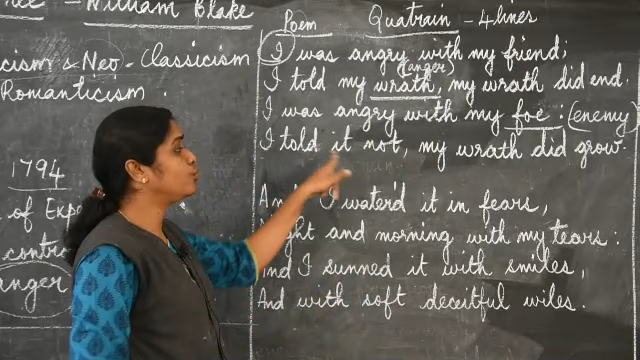 William Blake
cism & Neo-Classicism
Romanticism.
1794
of Exp
contr
anger
Poem Quatrain - 4 lines
I was angry with my friend;
(anger)
I told my wrath, my wrath did end.
I was angry with my foe: (enemy)
I told it not, my wrath did grow.
And I water'd it in fears,
ght and morning with my tears:
And I sunned it with smiles,
And with soft deceitful wiles.